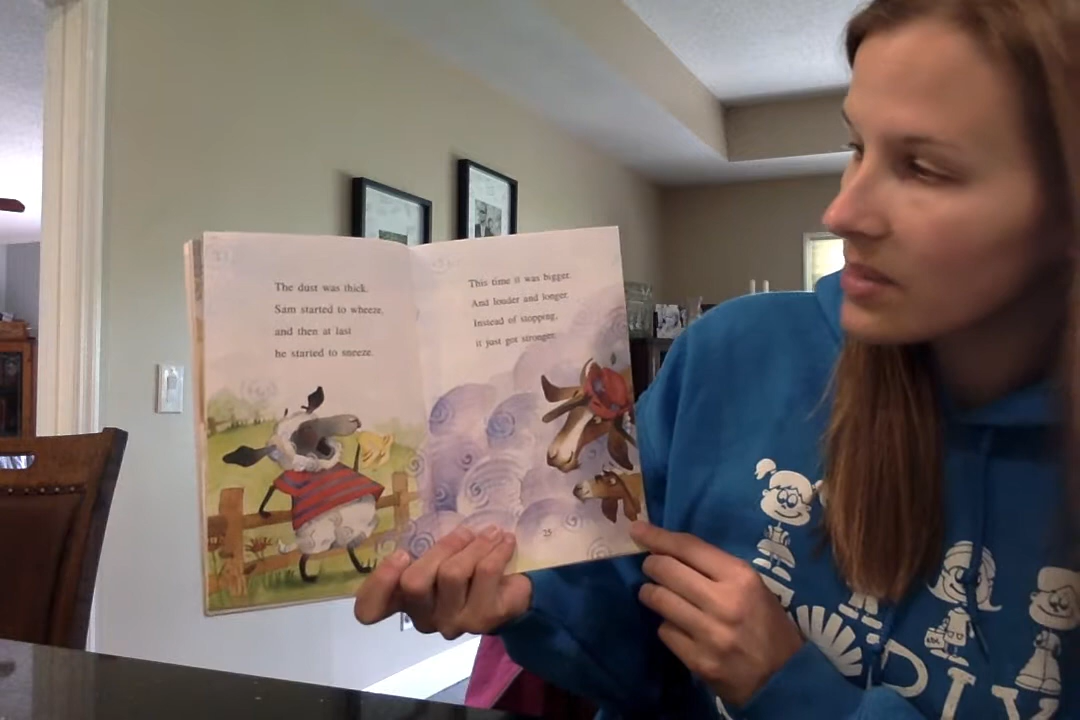 The dust was thick.
Sam started to wheeze,
and then at last
he started to sneeze.
This time it was bigger.
And louder and longer.
Instead of stopping,
it just got stronger.
25